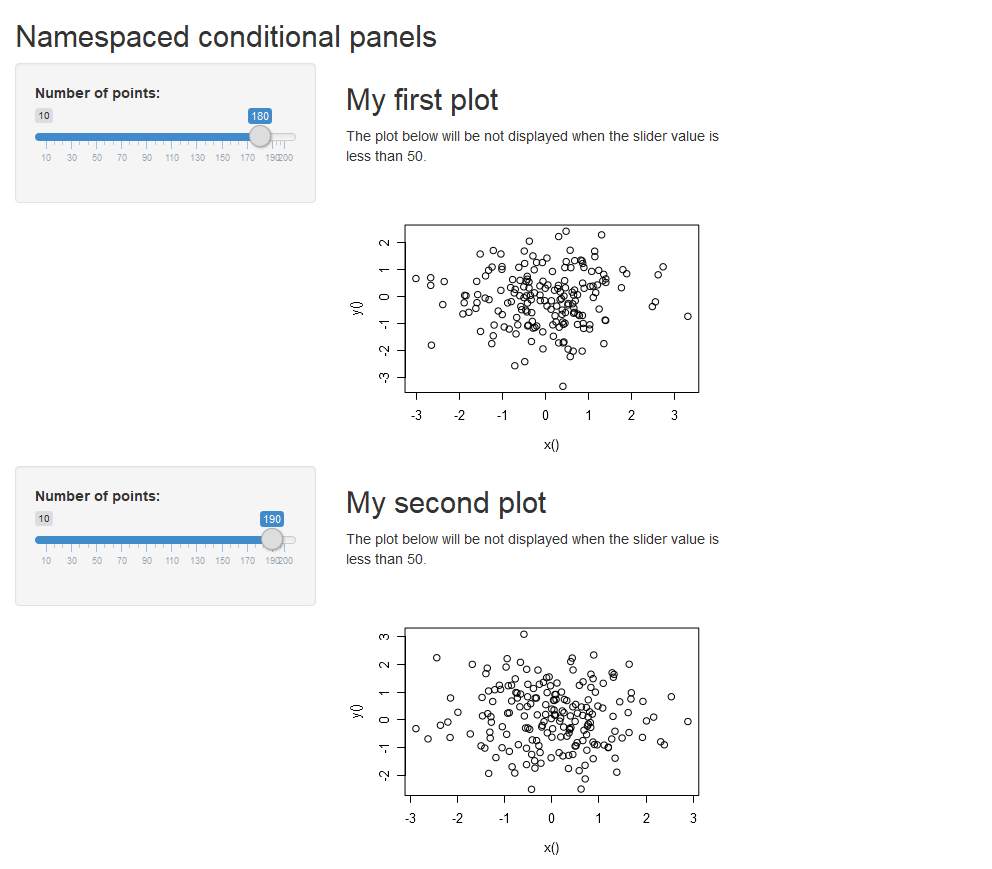 Namespaced conditional panels
Number of points:
10 180
10 30 50 70 90 110 130 150 170 190 200
My first plot
The plot below will be not displayed when the slider value is
less than 50.
y()
2
1
0
-1
-2
-3
-3 -2 -1 0 1 2 3
x()
Number of points:
10 190
10 30 50 70 90 110 130 150 170 190 200
My second plot
The plot below will be not displayed when the slider value is
less than 50.
y()
3
2
1
0
-1
-2
-3 -2 -1 0 1 2 3
x()